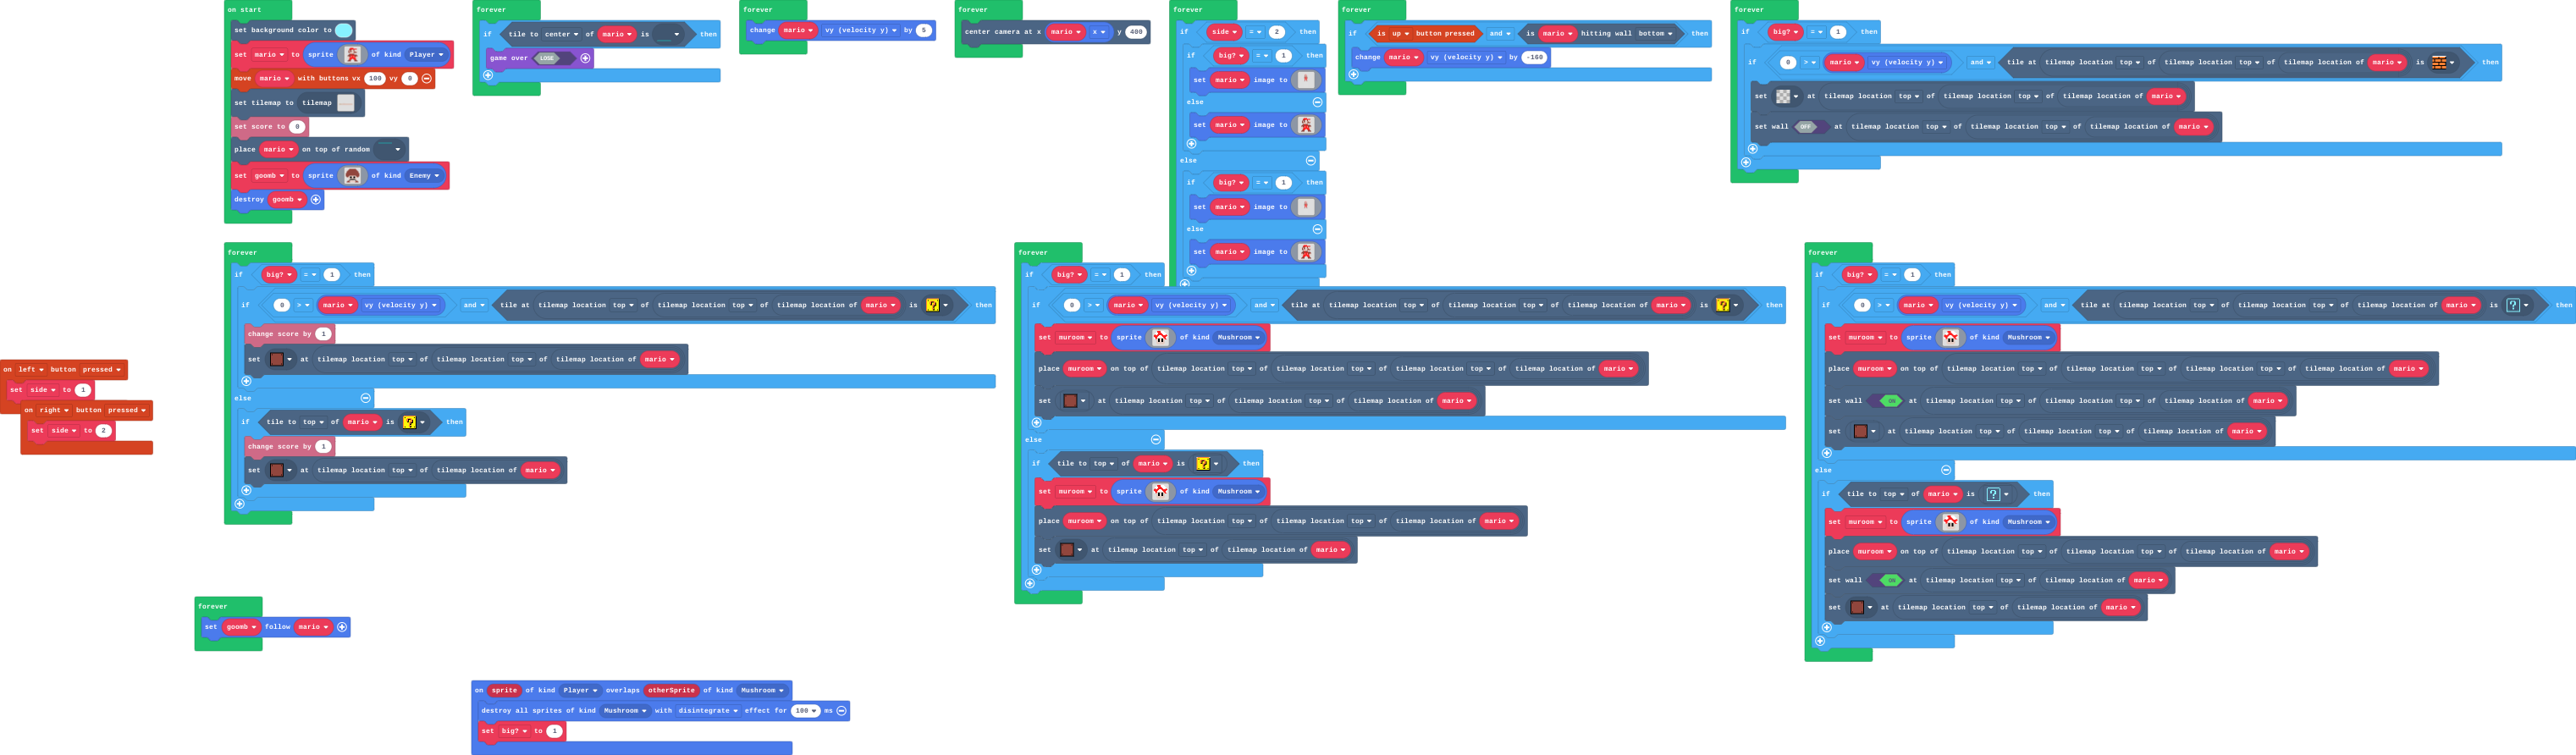 on start
set background color to
set mario to sprite of kind Player
move mario with buttons vx 100 vy 0
set tilemap to tilemap
set score to 0
place mario on top of random
set goomb to sprite of kind Enemy
destroy goomb
forever
if tile to center of mario is then
game over LOSE
forever
change mario vy (velocity y) by 5
forever
center camera at x mario x y 400
forever
if side = 2 then
if big? = 1 then
set mario image to
else
set mario image to
else
if big? = 1 then
set mario image to
else
set mario image to
forever
if is up button pressed and is mario hitting wall bottom then
change mario vy (velocity y) by -160
forever
if big? = 1 then
if 0 > mario vy (velocity y) and tile at tilemap location top of tilemap location top of tilemap location of mario is then
set at tilemap location top of tilemap location top of tilemap location of mario
set wall OFF at tilemap location top of tilemap location top of tilemap location of mario
on left button pressed
set side to 1
on right button pressed
set side to 2
forever
if big? = 1 then
if 0 > mario vy (velocity y) and tile at tilemap location top of tilemap location top of tilemap location of mario is ? then
change score by 1
set at tilemap location top of tilemap location top of tilemap location of mario
else
if tile to top of mario is ? then
change score by 1
set at tilemap location top of tilemap location of mario
forever
if big? = 1 then
if 0 > mario vy (velocity y) and tile at tilemap location top of tilemap location top of tilemap location of mario is ? then
set muroom to sprite of kind Mushroom
place muroom on top of tilemap location top of tilemap location top of tilemap location top of tilemap location of mario
set at tilemap location top of tilemap location top of tilemap location of mario
else
if tile to top of mario is ? then
set muroom to sprite of kind Mushroom
place muroom on top of tilemap location top of tilemap location top of tilemap location of mario
set at tilemap location top of tilemap location of mario
forever
if big? = 1 then
if 0 > mario vy (velocity y) and tile at tilemap location top of tilemap location top of tilemap location of mario is ? then
set muroom to sprite of kind Mushroom
place muroom on top of tilemap location top of tilemap location top of tilemap location top of tilemap location of mario
set wall ON at tilemap location top of tilemap location top of tilemap location of mario
set at tilemap location top of tilemap location top of tilemap location of mario
else
if tile to top of mario is ? then
set muroom to sprite of kind Mushroom
place muroom on top of tilemap location top of tilemap location top of tilemap location of mario
set wall ON at tilemap location top of tilemap location of mario
set at tilemap location top of tilemap location of mario
forever
set goomb follow mario
on sprite of kind Player overlaps otherSprite of kind Mushroom
destroy all sprites of kind Mushroom with disintegrate effect for 100 ms
set big? to 1